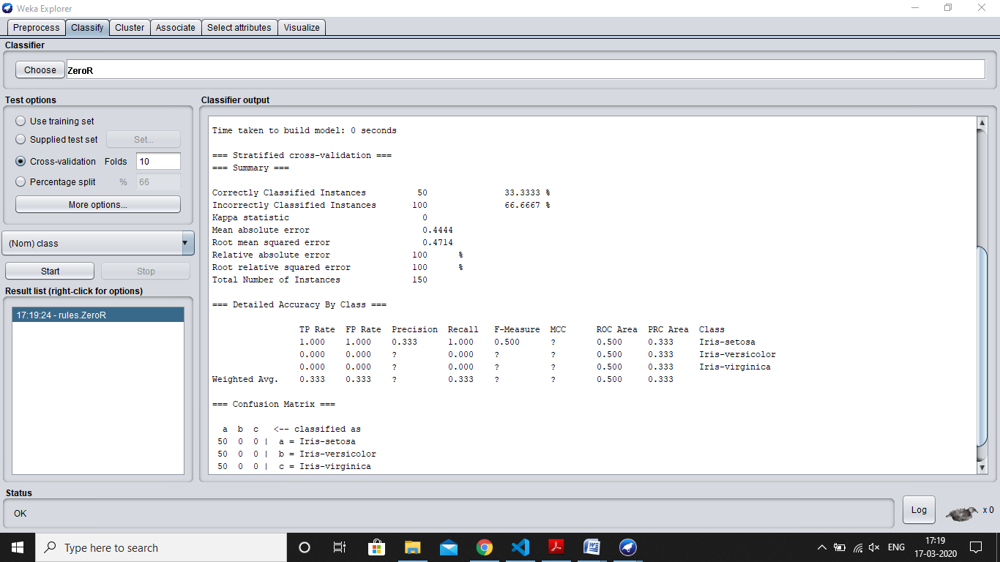 Weka Explorer
Preprocess Classify Cluster Associate Select attributes Visualize
Classifier
Choose ZeroR
Test options
Use training set
Supplied test set Set...
Cross-validation Folds 10
Percentage split % 66
More options...
(Nom) class
Start Stop
Result list (right-click for options)
17:19:24 - rules.ZeroR
Classifier output
Time taken to build model: 0 seconds
=== Stratified cross-validation ===
=== Summary ===
Correctly Classified Instances 50 33.3333 %
Incorrectly Classified Instances 100 66.6667 %
Kappa statistic 0
Mean absolute error 0.4444
Root mean squared error 0.4714
Relative absolute error 100 %
Root relative squared error 100 %
Total Number of Instances 150
=== Detailed Accuracy By Class ===
TP Rate FP Rate Precision Recall F-Measure MCC ROC Area PRC Area Class
1.000 1.000 0.333 1.000 0.500 ? 0.500 0.333 Iris-setosa
0.000 0.000 ? 0.000 ? ? 0.500 0.333 Iris-versicolor
0.000 0.000 ? 0.000 ? ? 0.500 0.333 Iris-virginica
Weighted Avg. 0.333 0.333 ? 0.333 ? ? 0.500 0.333
=== Confusion Matrix ===
a b c <-- classified as
50 0 0 | a = Iris-setosa
50 0 0 | b = Iris-versicolor
50 0 0 | c = Iris-virginica
Status
OK
Log x 0
Type here to search
ENG
17:19
17-03-2020